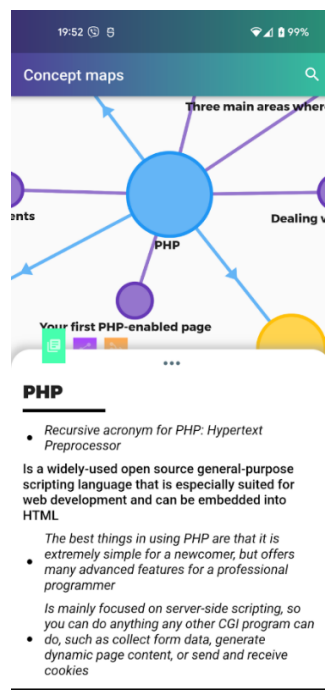 19:52 99%
Concept maps
Three main areas wher
ents
Dealing v
PHP
Your first PHP-enabled page
PHP
Recursive acronym for PHP: Hypertext
Preprocessor
Is a widely-used open source general-purpose
scripting language that is especially suited for
web development and can be embedded into
HTML
The best things in using PHP are that it is
extremely simple for a newcomer, but offers
many advanced features for a professional
programmer
Is mainly focused on server-side scripting, so
you can do anything any other CGI program can
do, such as collect form data, generate
dynamic page content, or send and receive
cookies